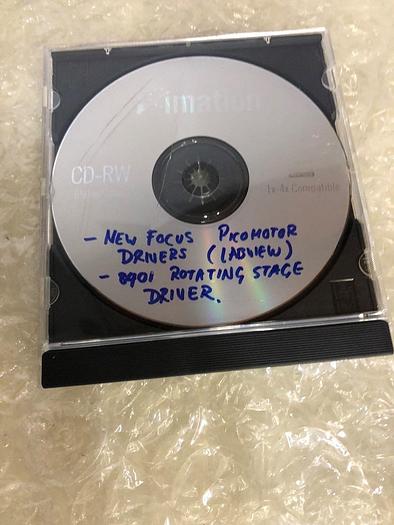 imation
CD-RW
1x-4x Compatible
- NEW FOCUS PICOMOTOR
DRIVERS (LABVIEW)
- 8901 ROTATING STAGE
DRIVER.